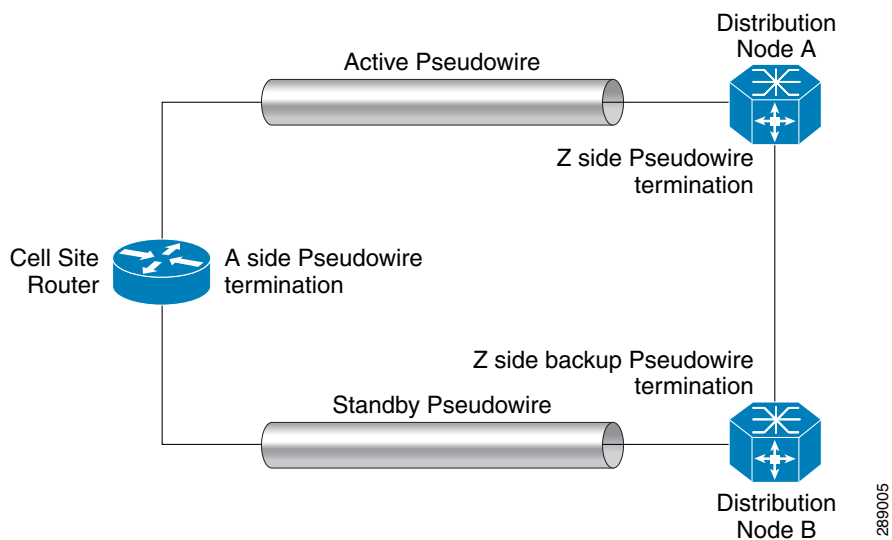 Distribution
Node A
Active Pseudowire
Z side Pseudowire
termination
Cell Site
Router
A side Pseudowire
termination
Z side backup Pseudowire
termination
Standby Pseudowire
Distribution
Node B
289005